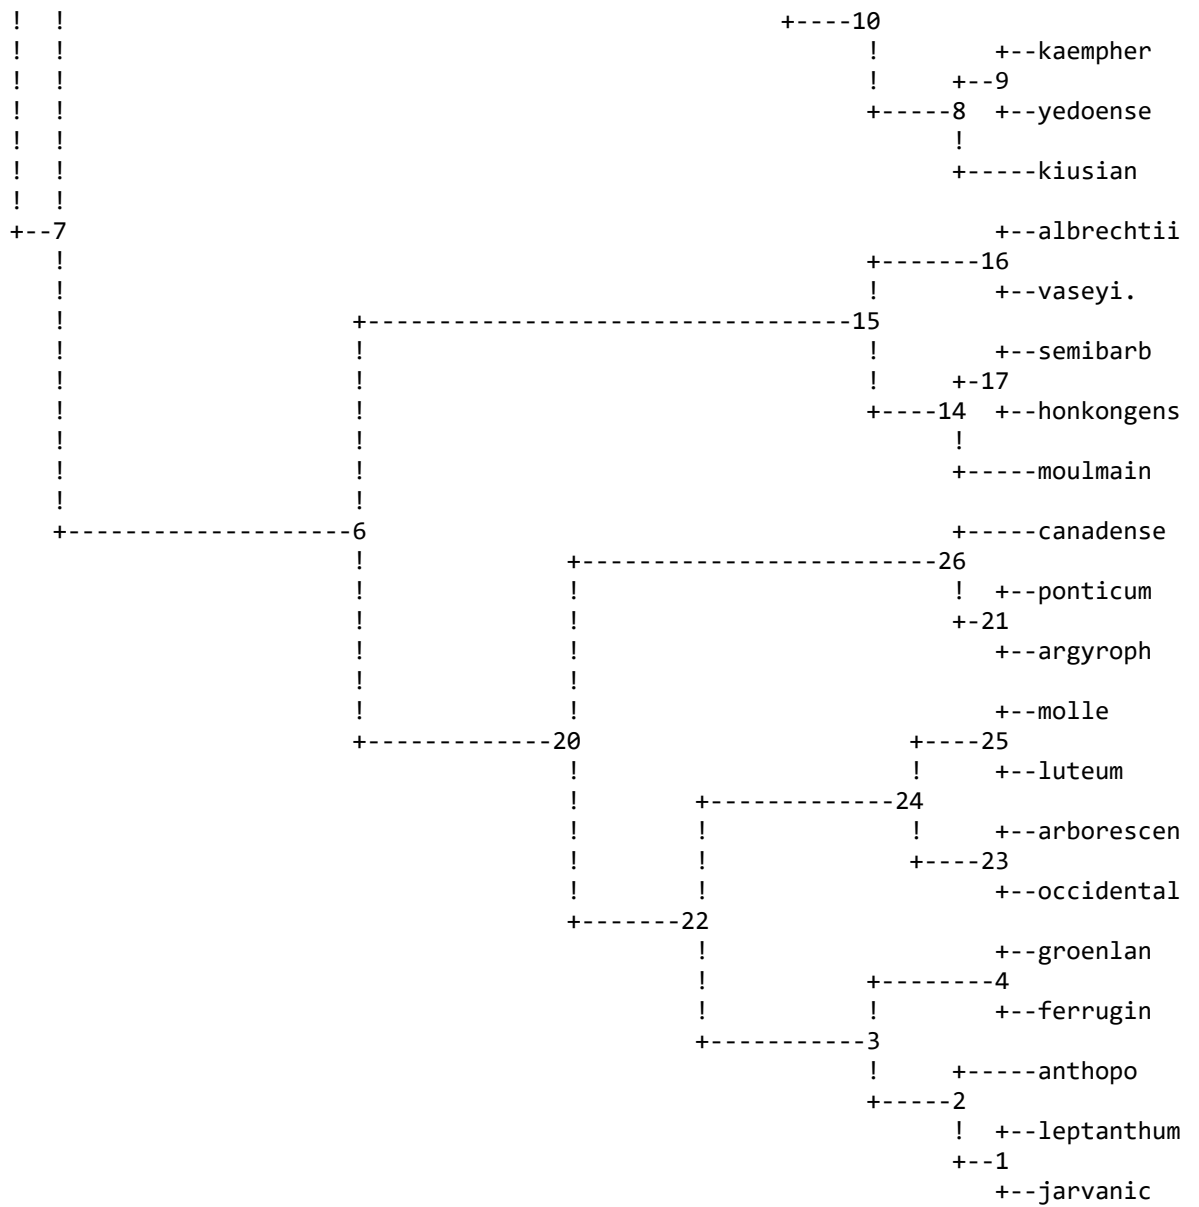 !  !                                                  +----10
!  !                                                        !        +--kaempher
!  !                                                        !     +--9
!  !                                                        +-----8  +--yedoense
!  !                                                              !
!  !                                                              +-----kiusian
!  !
+--7                                                                 +--albrechtii
   !                                                        +-------16
   !                                                        !        +--vaseyi.
   !                    +----------------------------------15
   !                    !                                   !        +--semibarb
   !                    !                                   !     +-17
   !                    !                                   +----14  +--honkongens
   !                    !                                         !
   !                    !                                         +-----moulmain
   !                    !
   +--------------------6                                         +-----canadense
                        !              +-------------------------26
                        !              !                          !  +--ponticum
                        !              !                          +-21
                        !              !                             +--argyroph
                        !              !
                        !              !                             +--molle
                        +-------------20                       +----25
                                       !                       !     +--luteum
                                       !        +-------------24
                                       !        !              !     +--arborescen
                                       !        !              +----23
                                       !        !                    +--occidental
                                       +-------22
                                                !                    +--groenlan
                                                !           +--------4
                                                !           !        +--ferrugin
                                                +-----------3
                                                            !     +-----anthopo
                                                            +-----2
                                                                  !  +--leptanthum
                                                                  +--1
                                                                     +--jarvanic